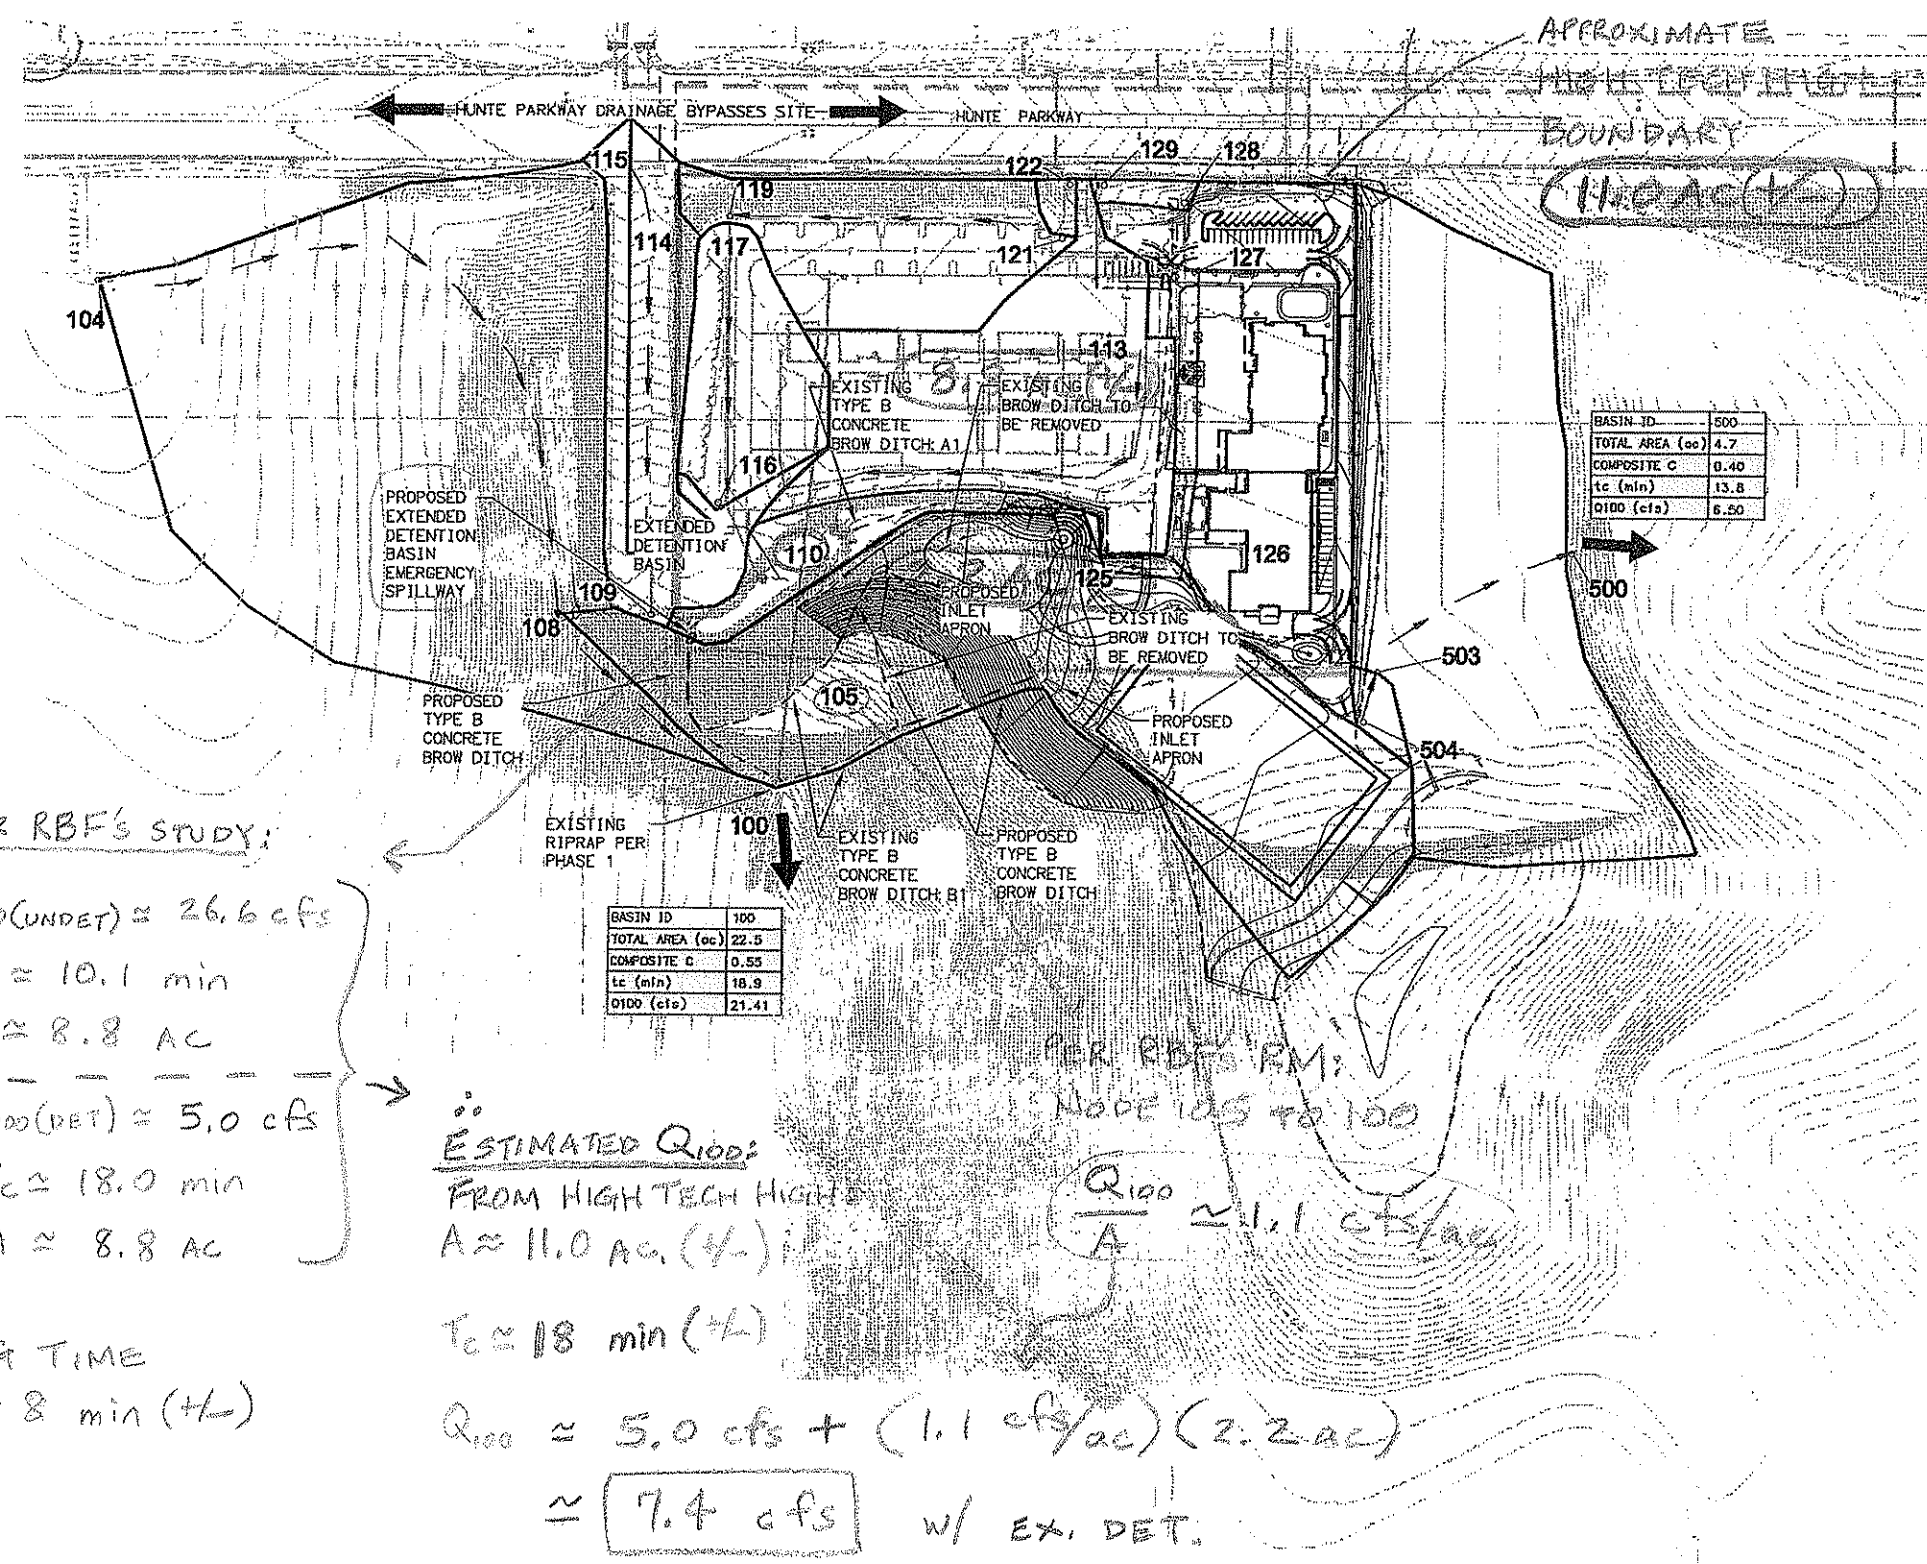 APPROXIMATE
HIGH TECH HIGH
BOUNDARY
11.0 AC (+/-)
HUNTE PARKWAY DRAINAGE BYPASSES SITE
HUNTE PARKWAY
115
119
122
129
128
114
117
121
127
104
113
EXISTING
TYPE B
CONCRETE
BROW DITCH A1
EXISTING
BROW DITCH TO
BE REMOVED
BASIN ID 500
TOTAL AREA (ac) 4.7
COMPOSITE C 0.40
tc (min) 13.8
Q100 (cfs) 6.50
116
PROPOSED
EXTENDED
DETENTION
BASIN
EMERGENCY
SPILLWAY
EXTENDED
DETENTION
BASIN
110
126
125
500
109
108
PROPOSED
INLET
APRON
EXISTING
BROW DITCH TO
BE REMOVED
503
105
PROPOSED
TYPE B
CONCRETE
BROW DITCH
PROPOSED
INLET
APRON
504
EXISTING
RIPRAP PER
PHASE 1
100
EXISTING
TYPE B
CONCRETE
BROW DITCH B1
PROPOSED
TYPE B
CONCRETE
BROW DITCH
BASIN ID 100
TOTAL AREA (ac) 22.5
COMPOSITE C 0.55
tc (min) 18.9
Q100 (cfs) 21.41
RBF'S STUDY:
(UNDET) ≈ 26.6 cfs
≈ 10.1 min
≈ 8.8 AC
(DET) ≈ 5.0 cfs
≈ 18.0 min
≈ 8.8 AC
TIME
8 min (+/-)
∴
ESTIMATED Q100:
FROM HIGH TECH HIGH:
A ≈ 11.0 AC. (+/-)
Tc ≈ 18 min (+/-)
Q100 ≈ 5.0 cfs + (1.1 cfs/ac)(2.2 ac)
≈ 7.4 cfs W/ EX. DET.
PER RBF'S RM:
NODE 105 TO 100
Q100/A ≈ 1.1 cfs/ac